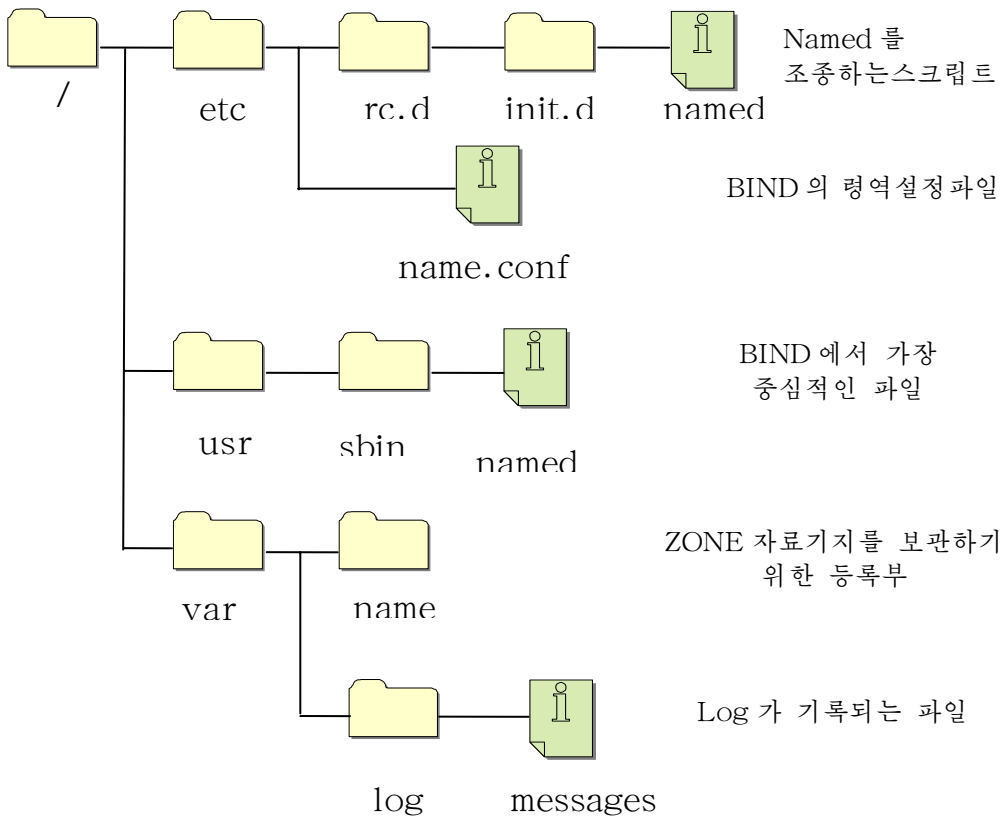 Named 를
조종하는스크립트
/
etc
rc.d
init.d
named
BIND 의 령역설정파일
name.conf
BIND 에서 가장
중심적인 파일
usr
sbin
named
ZONE 자료기지를 보관하기
위한 등록부
var
name
Log 가 기록되는 파일
log
messages